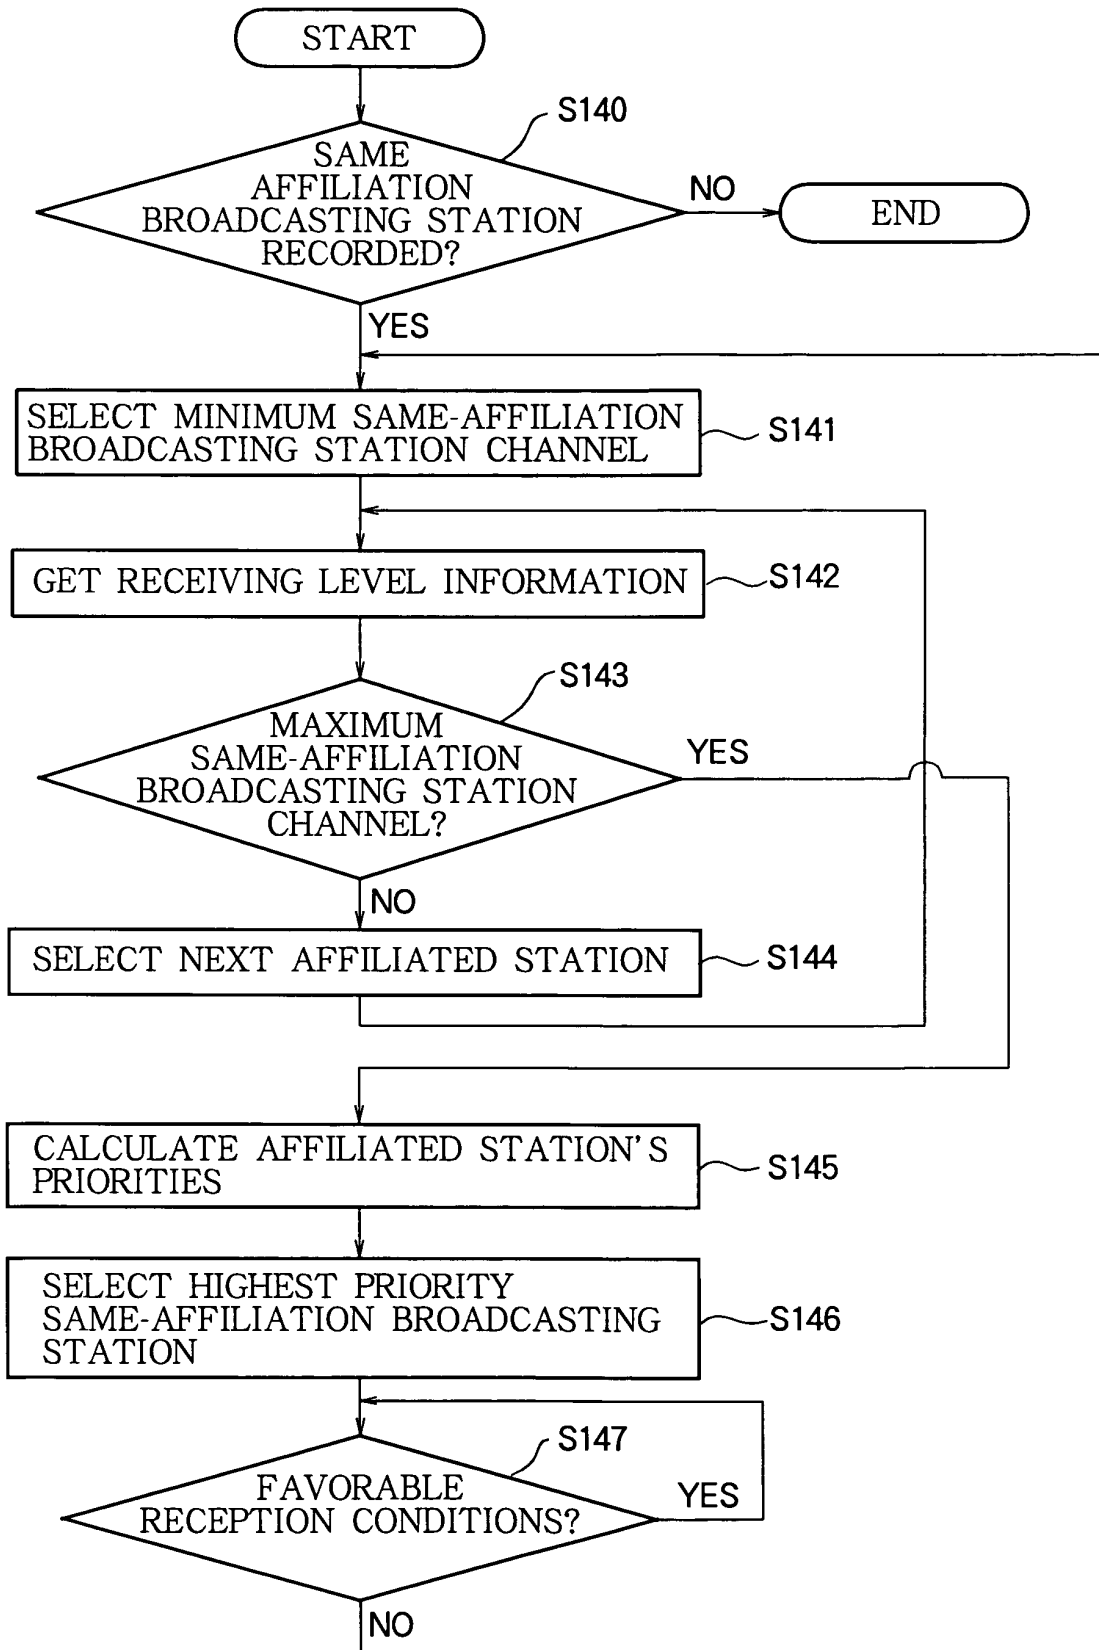 START
S140
SAME
AFFILIATION
BROADCASTING STATION
RECORDED?
NO
END
YES
SELECT MINIMUM SAME-AFFILIATION
BROADCASTING STATION CHANNEL
S141
GET RECEIVING LEVEL INFORMATION
S142
S143
MAXIMUM
SAME-AFFILIATION
BROADCASTING STATION
CHANNEL?
YES
NO
SELECT NEXT AFFILIATED STATION
S144
CALCULATE AFFILIATED STATION'S
PRIORITIES
S145
SELECT HIGHEST PRIORITY
SAME-AFFILIATION BROADCASTING
STATION
S146
S147
FAVORABLE
RECEPTION CONDITIONS?
YES
NO